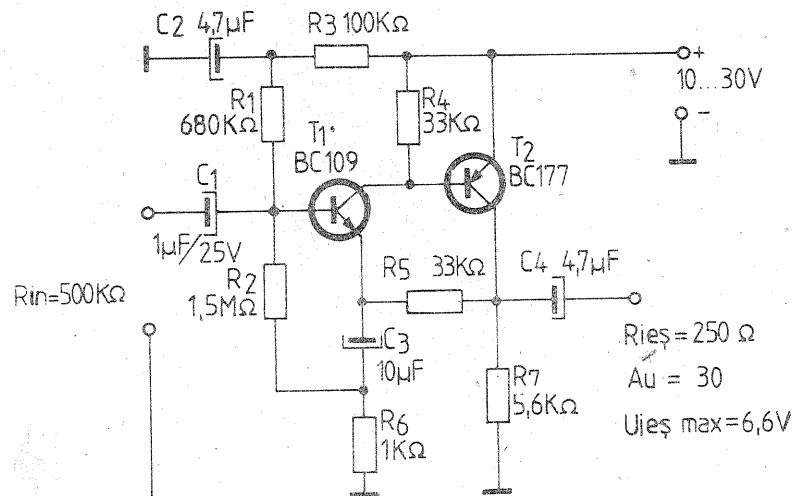 C2 4,7µF
R3 100KΩ
+
10...30V
-
R1
680KΩ
R4
33KΩ
T1
BC109
T2
BC177
C1
1µF/25V
R2
1,5MΩ
R5 33KΩ
C4 4,7µF
Rin=500KΩ
C3
10µF
Rieş=250 Ω
Au = 30
Uieş max=6,6V
R7
5,6KΩ
R6
1KΩ